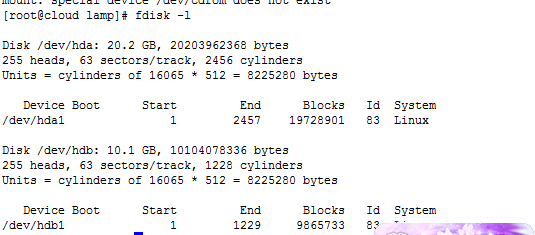 mount: special device /dev/cdrom does not exist
[root@cloud lamp]# fdisk -l
Disk /dev/hda: 20.2 GB, 20203962368 bytes
255 heads, 63 sectors/track, 2456 cylinders
Units = cylinders of 16065 * 512 = 8225280 bytes
Device Boot Start End Blocks Id System
/dev/hda1 1 2457 19728901 83 Linux
Disk /dev/hdb: 10.1 GB, 10104078336 bytes
255 heads, 63 sectors/track, 1228 cylinders
Units = cylinders of 16065 * 512 = 8225280 bytes
Device Boot Start End Blocks Id System
/dev/hdb1 1 1229 9865733 83